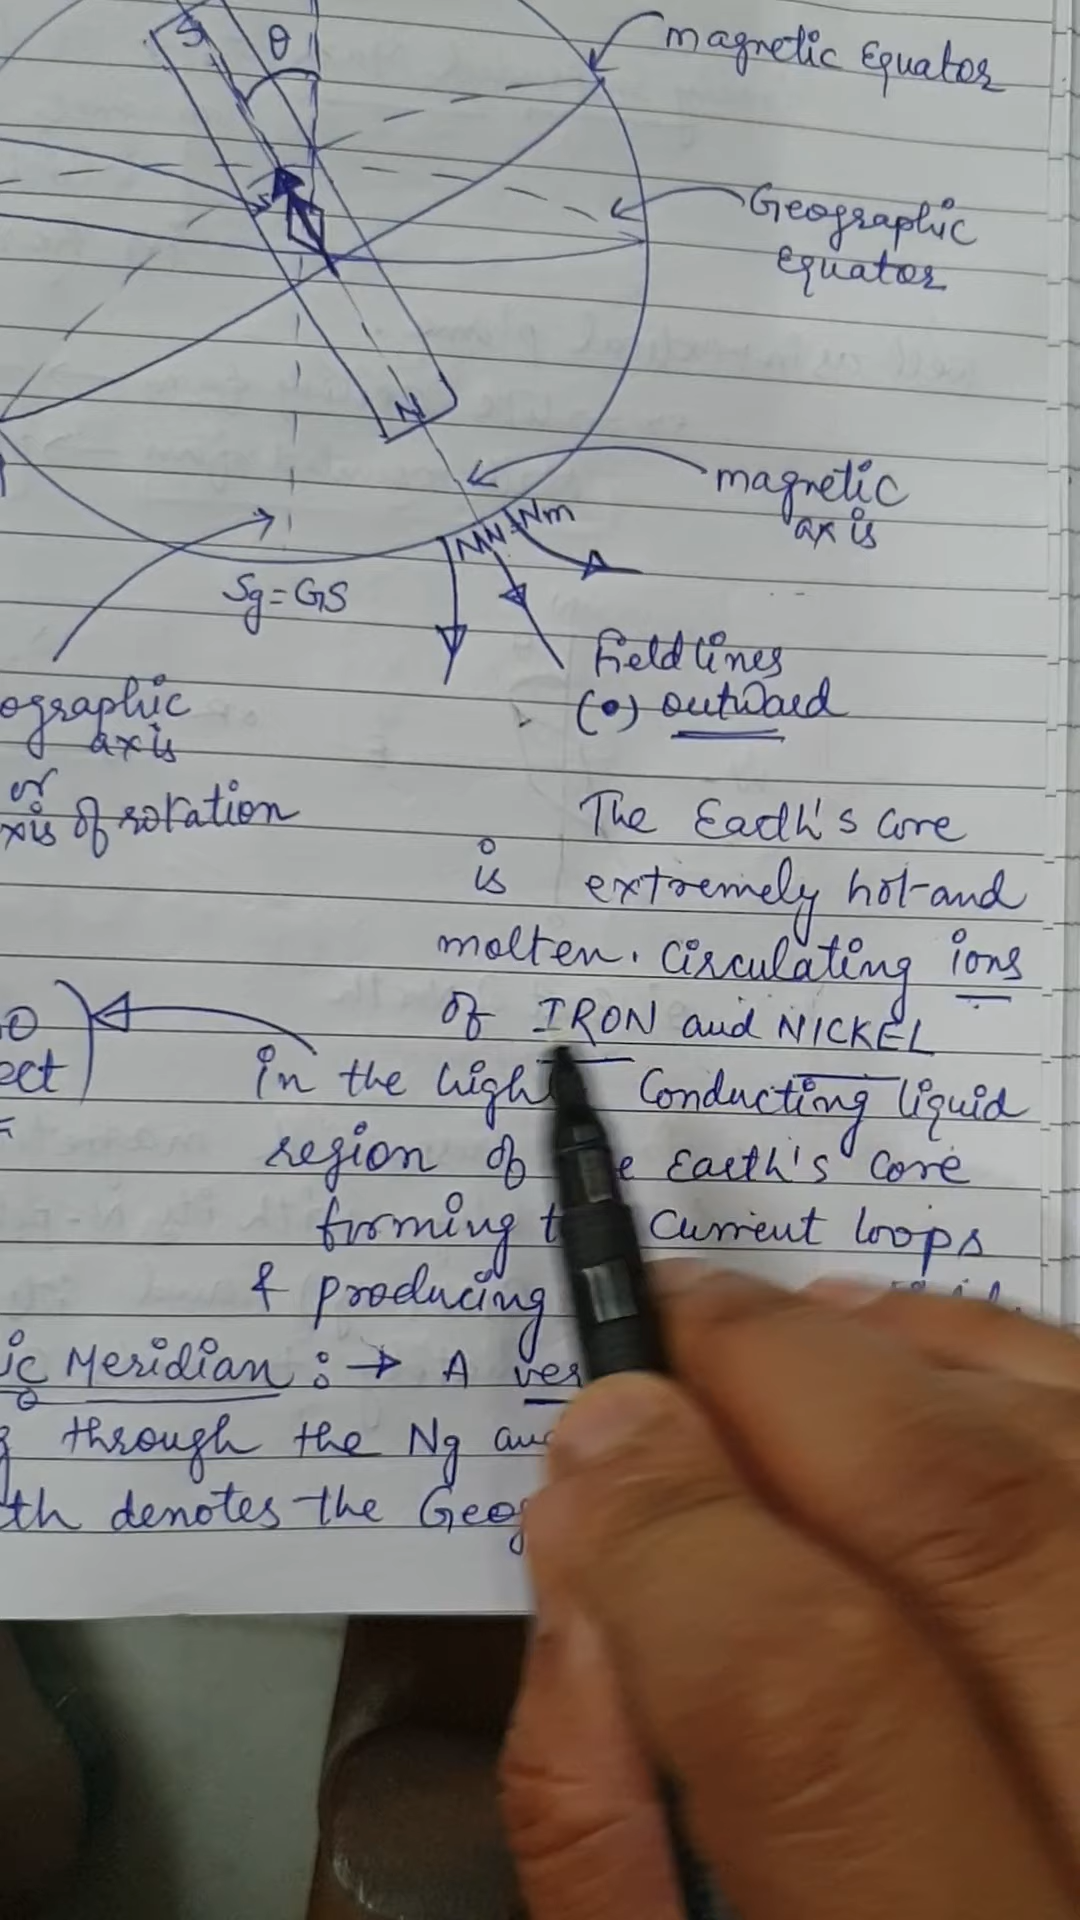 S
θ
magnetic Equator
Geographic
Equator
N
magnetic
axis
Nm
Sg = GS
field lines
(•) outward
ographic
axis
or
xis of rotation
The Earth's core
is extremely hot and
molten. Circulating ions
of IRON and NICKEL
ect
in the high Conducting liquid
region of e Earth's core
forming t Current loops
& producing
ic Meridian : → A ver
through the Ng
th denotes the Geog